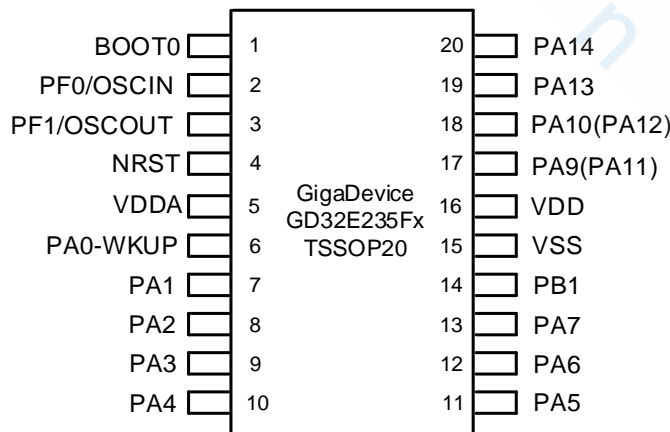 BOOT0 1 20 PA14
PF0/OSCIN 2 19 PA13
PF1/OSCOUT 3 18 PA10(PA12)
NRST 4 17 PA9(PA11)
GigaDevice
VDDA 5 GD32E235Fx 16 VDD
TSSOP20
PA0-WKUP 6 15 VSS
PA1 7 14 PB1
PA2 8 13 PA7
PA3 9 12 PA6
PA4 10 11 PA5